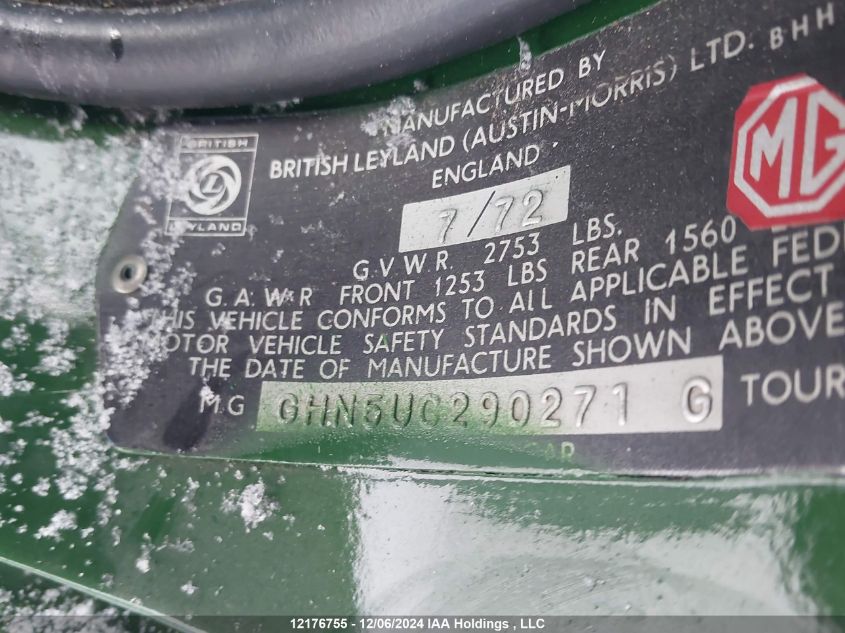 MANUFACTURED BY
BRITISH LEYLAND (AUSTIN-MORRIS) LTD. BHH
ENGLAND
BRITISH
L
LEYLAND
MG
7/72
G.V.W.R. 2753 LBS.
G.A.W.R FRONT 1253 LBS REAR 1560
THIS VEHICLE CONFORMS TO ALL APPLICABLE FEDE
MOTOR VEHICLE SAFETY STANDARDS IN EFFECT
THE DATE OF MANUFACTURE SHOWN ABOVE
MG GHN5UC290271 G TOUR
12176755 - 12/06/2024 IAA Holdings , LLC